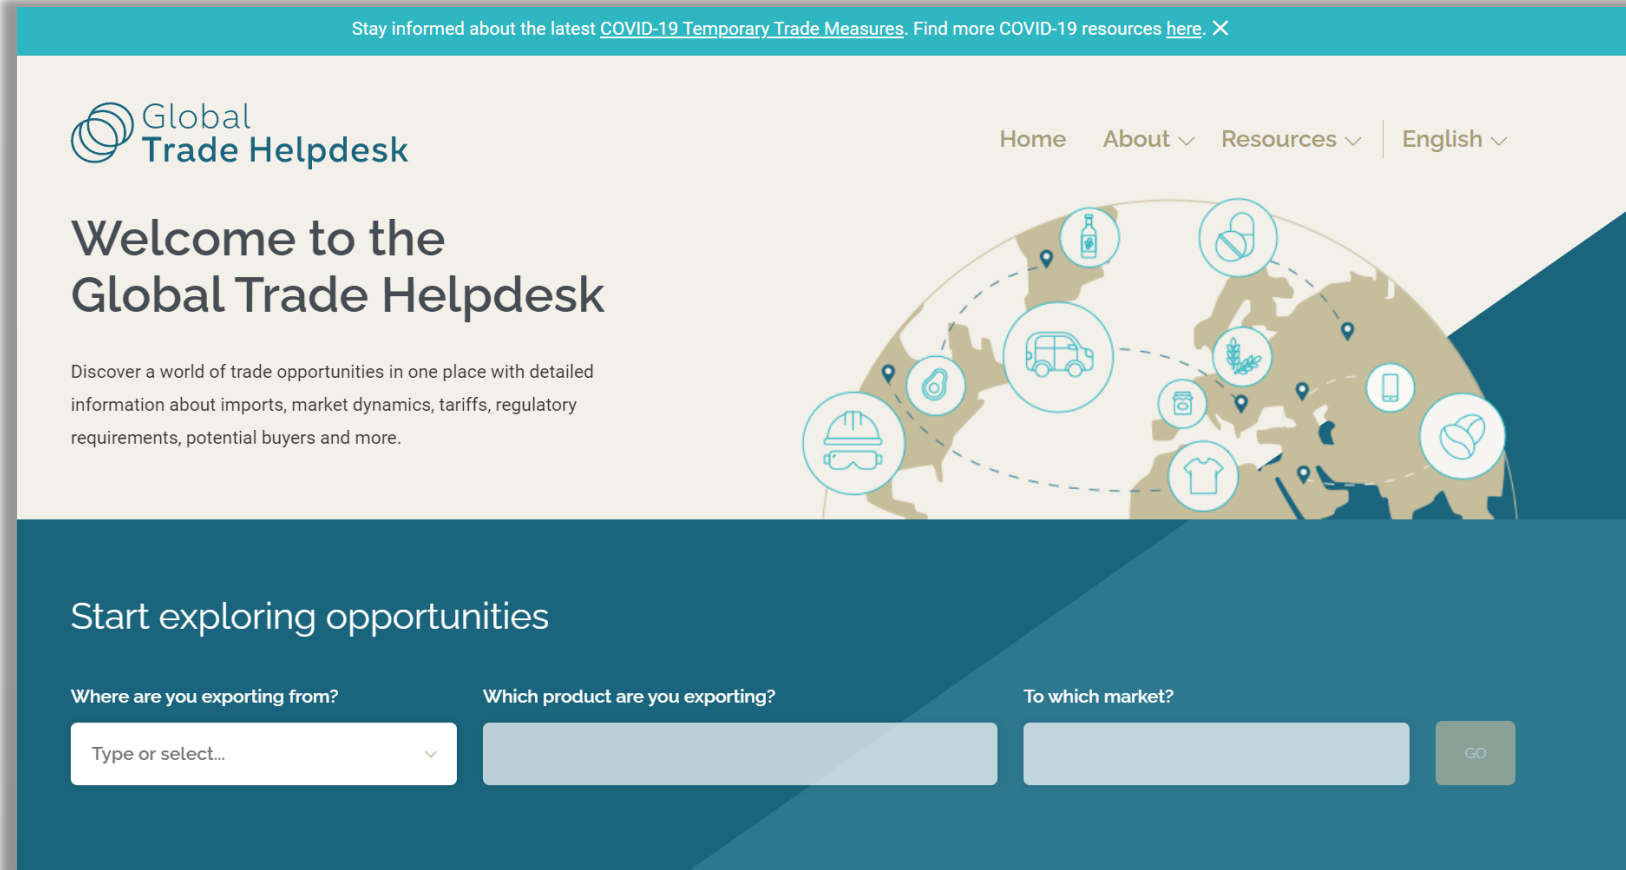 Stay informed about the latest COVID-19 Temporary Trade Measures. Find more COVID-19 resources here. ×
Global
Trade Helpdesk
Home About Resources English
Welcome to the
Global Trade Helpdesk
Discover a world of trade opportunities in one place with detailed
information about imports, market dynamics, tariffs, regulatory
requirements, potential buyers and more.
Start exploring opportunities
Where are you exporting from? Which product are you exporting? To which market?
Type or select... GO